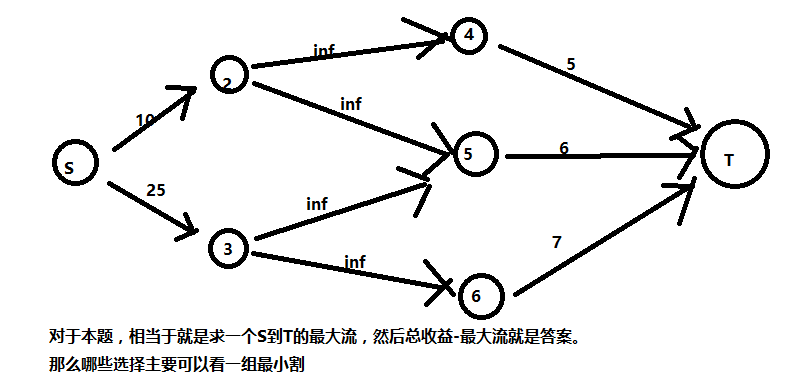 4
inf
5
2
10
inf
5
6
T
S
25
inf
3
inf
7
6
对于本题，相当于就是求一个S到T的最大流，然后总收益-最大流就是答案。
那么哪些选择主要可以看一组最小割